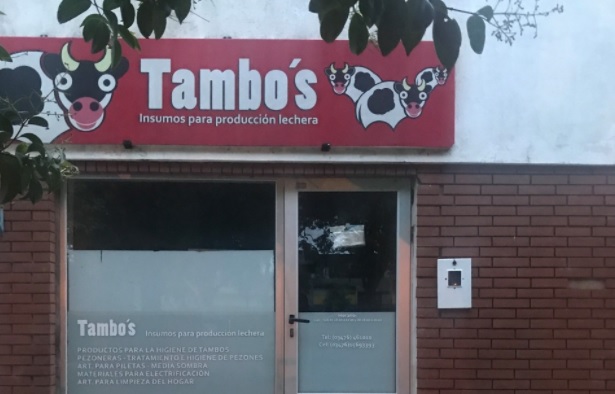 Tambo's
Insumos para producción lechera
Tambo's Insumos para producción lechera
PRODUCTOS PARA LA HIGIENE DE TAMBOS
PEZONERAS - TRATAMIENTO E HIGIENE DE PEZONES
ART. PARA PILETAS - MEDIA SOMBRA
MATERIALES PARA ELECTRIFICACIÓN
ART. PARA LIMPIEZA DEL HOGAR